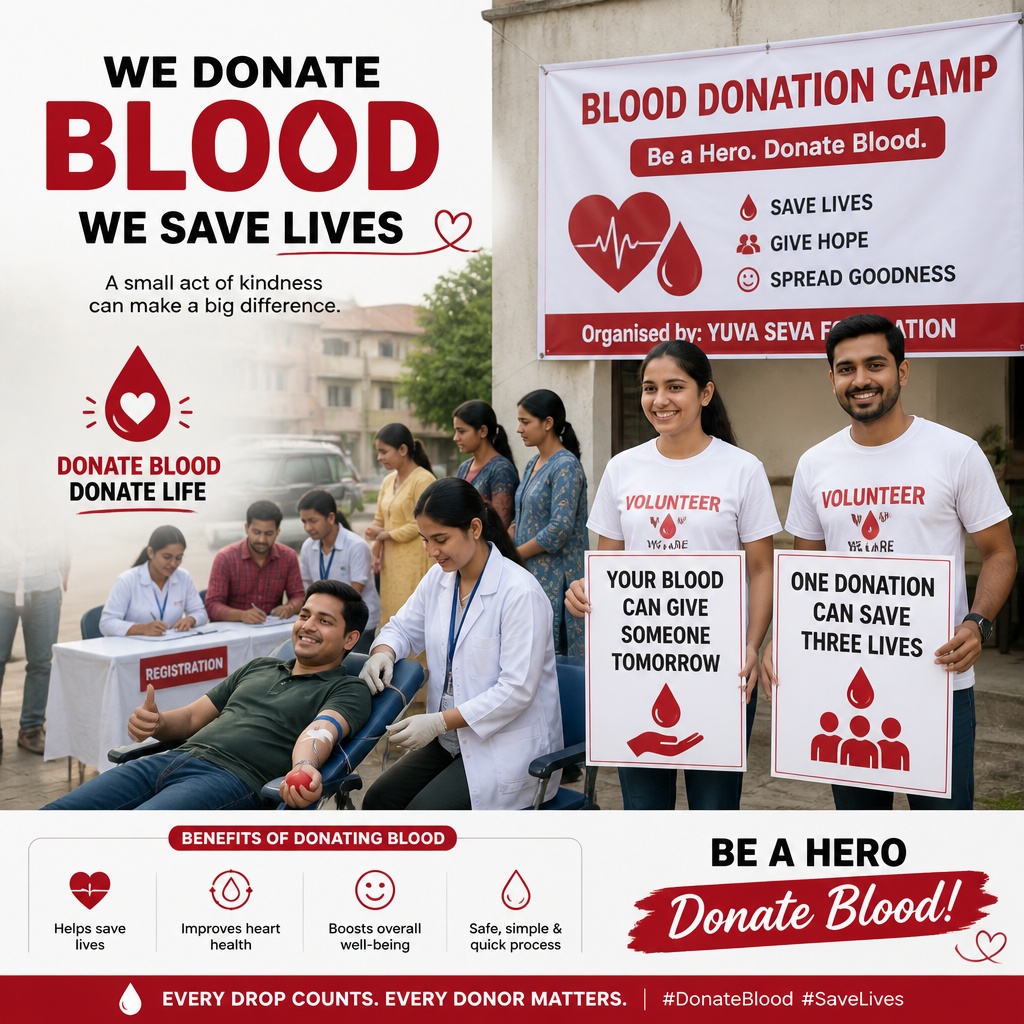 WE DONATE
BLOOD
WE SAVE LIVES
A small act of kindness
can make a big difference.
DONATE BLOOD
DONATE LIFE
BLOOD DONATION CAMP
Be a Hero. Donate Blood.
SAVE LIVES
GIVE HOPE
SPREAD GOODNESS
Organised by: YUVA SEVA
VOLUNTEER
VOLUNTEER
REGISTRATION
YOUR BLOOD
CAN GIVE
SOMEONE
TOMORROW
ONE DONATION
CAN SAVE
THREE LIVES
BENEFITS OF DONATING BLOOD
Helps save
lives
Improves heart
health
Boosts overall
well-being
Safe, simple &
quick process
BE A HERO
Donate Blood!
EVERY DROP COUNTS. EVERY DONOR MATTERS.
#DonateBlood #SaveLives